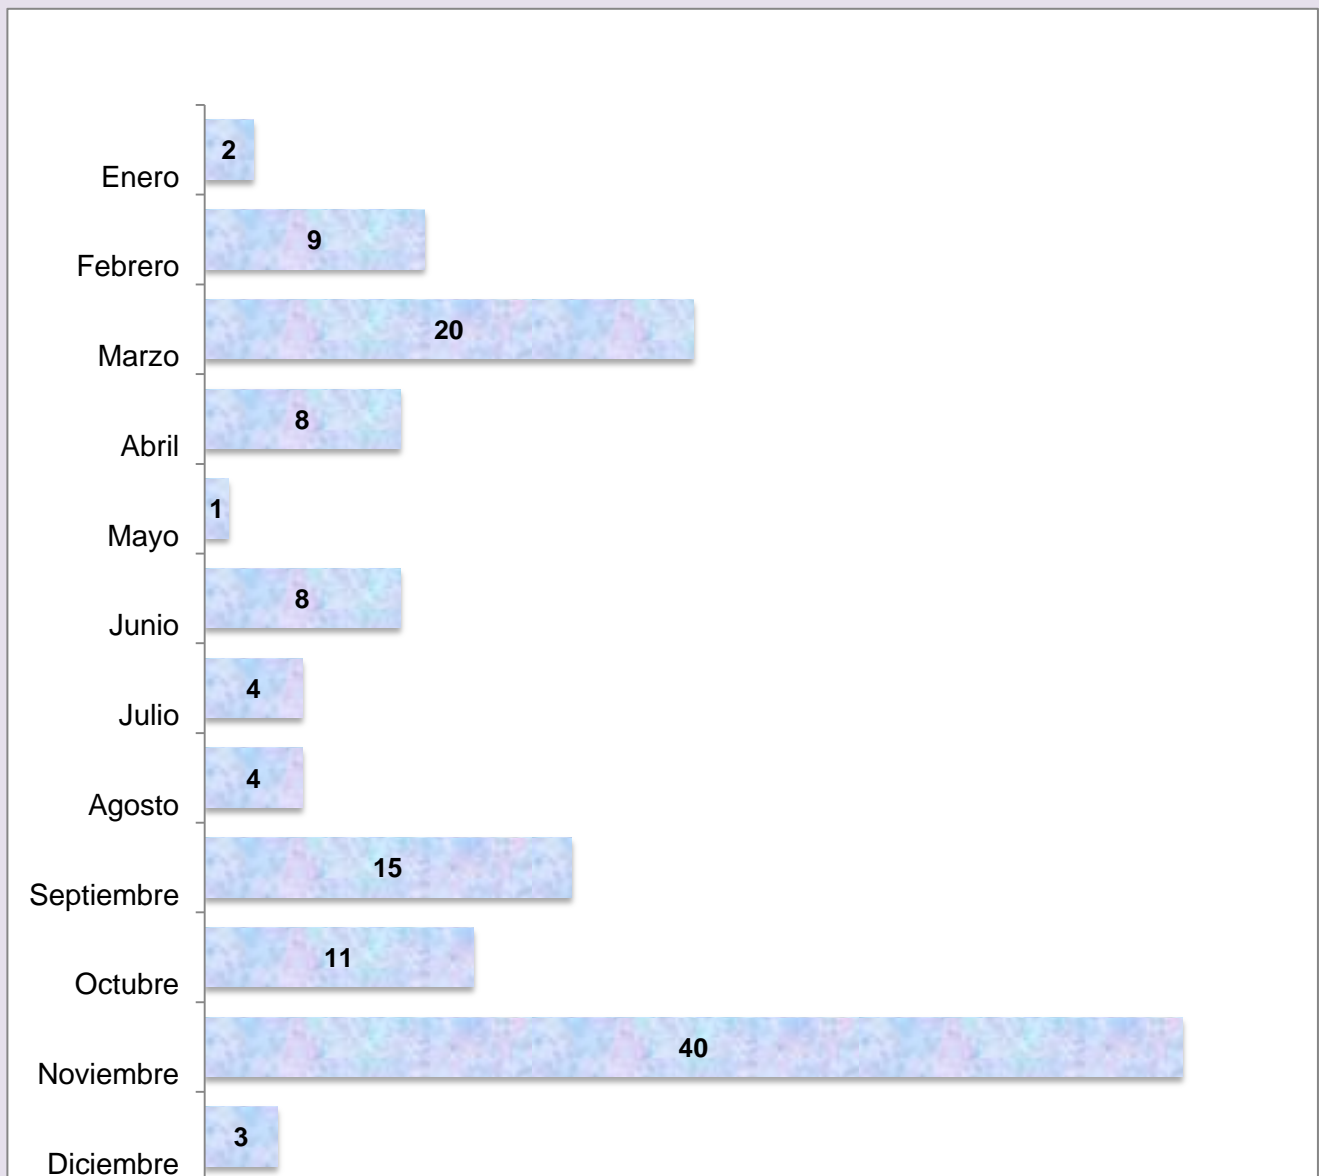 2
Enero
9
Febrero
20
Marzo
8
Abril
1
Mayo
8
Junio
4
Julio
4
Agosto
15
Septiembre
11
Octubre
40
Noviembre
3
Diciembre